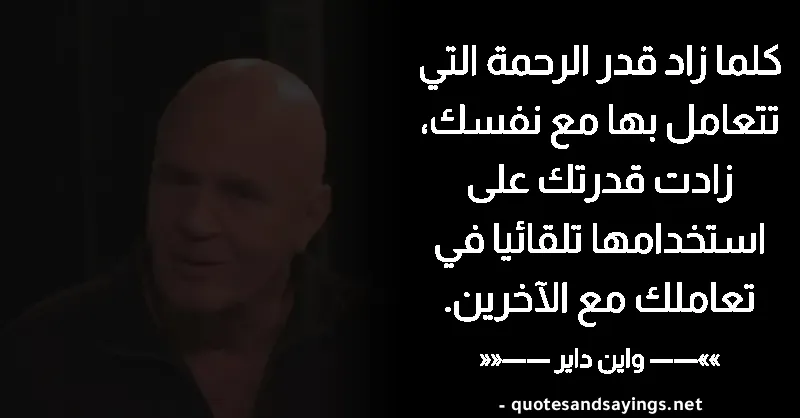 كلما زاد قدر الرحمة التي
تتعامل بها مع نفسك،
زادت قدرتك على
استخدامها تلقائيا في
تعاملك مع الآخرين.
»»—— واين داير ——««
- quotesandsayings.net